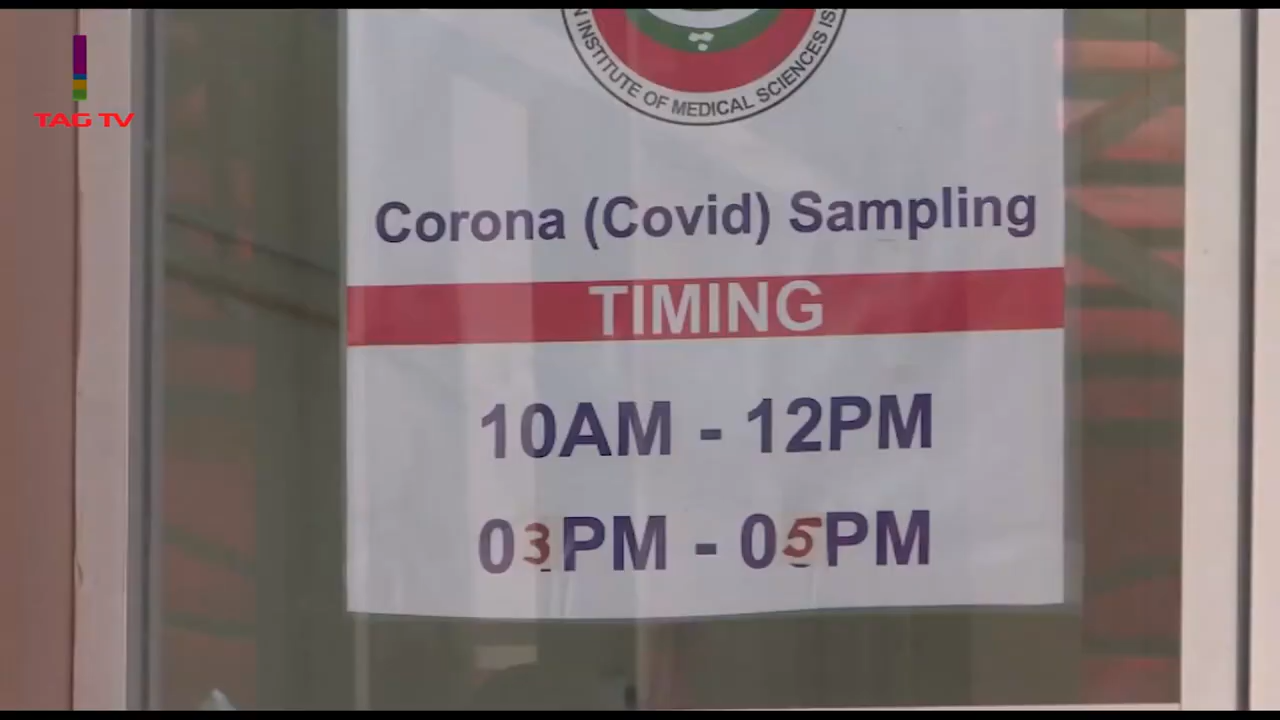 TAG TV
INSTITUTE OF MEDICAL SCIENCES
Corona (Covid) Sampling
TIMING
10AM - 12PM
03PM - 05PM